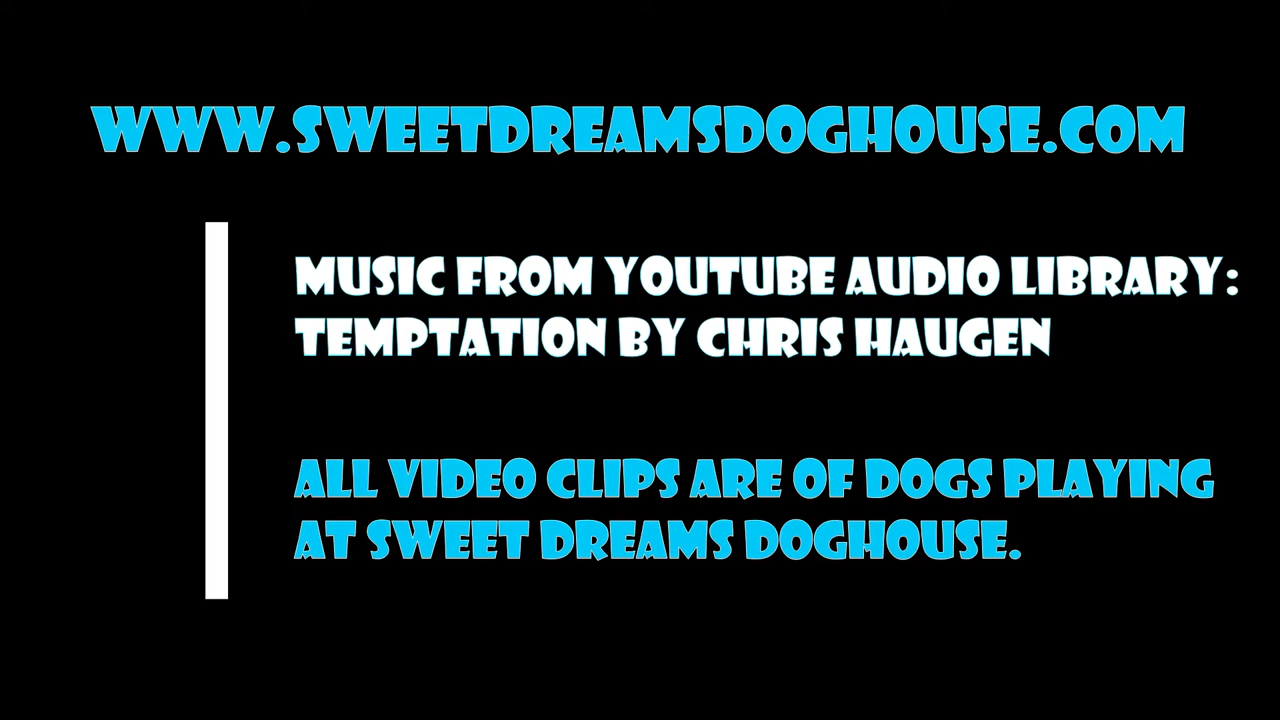 WWW.SWEETDREAMSDOGHOUSE.COM
MUSIC FROM YOUTUBE AUDIO LIBRARY:
TEMPTATION BY CHRIS HAUGEN
ALL VIDEO CLIPS ARE OF DOGS PLAYING
AT SWEET DREAMS DOGHOUSE.